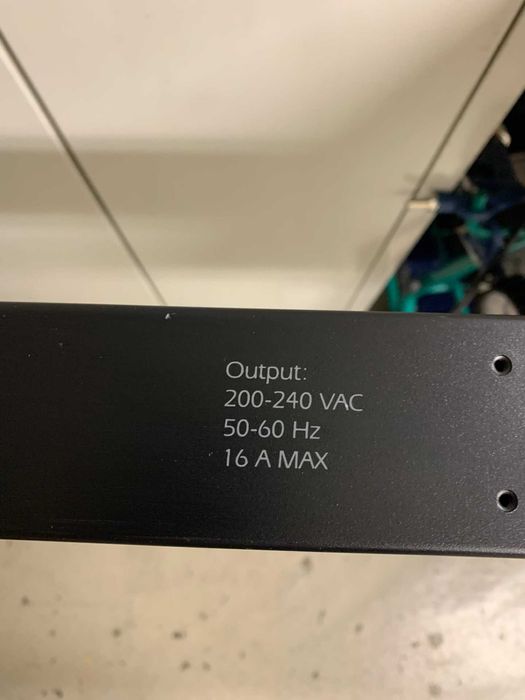 Output:
200-240 VAC
50-60 Hz
16 A MAX